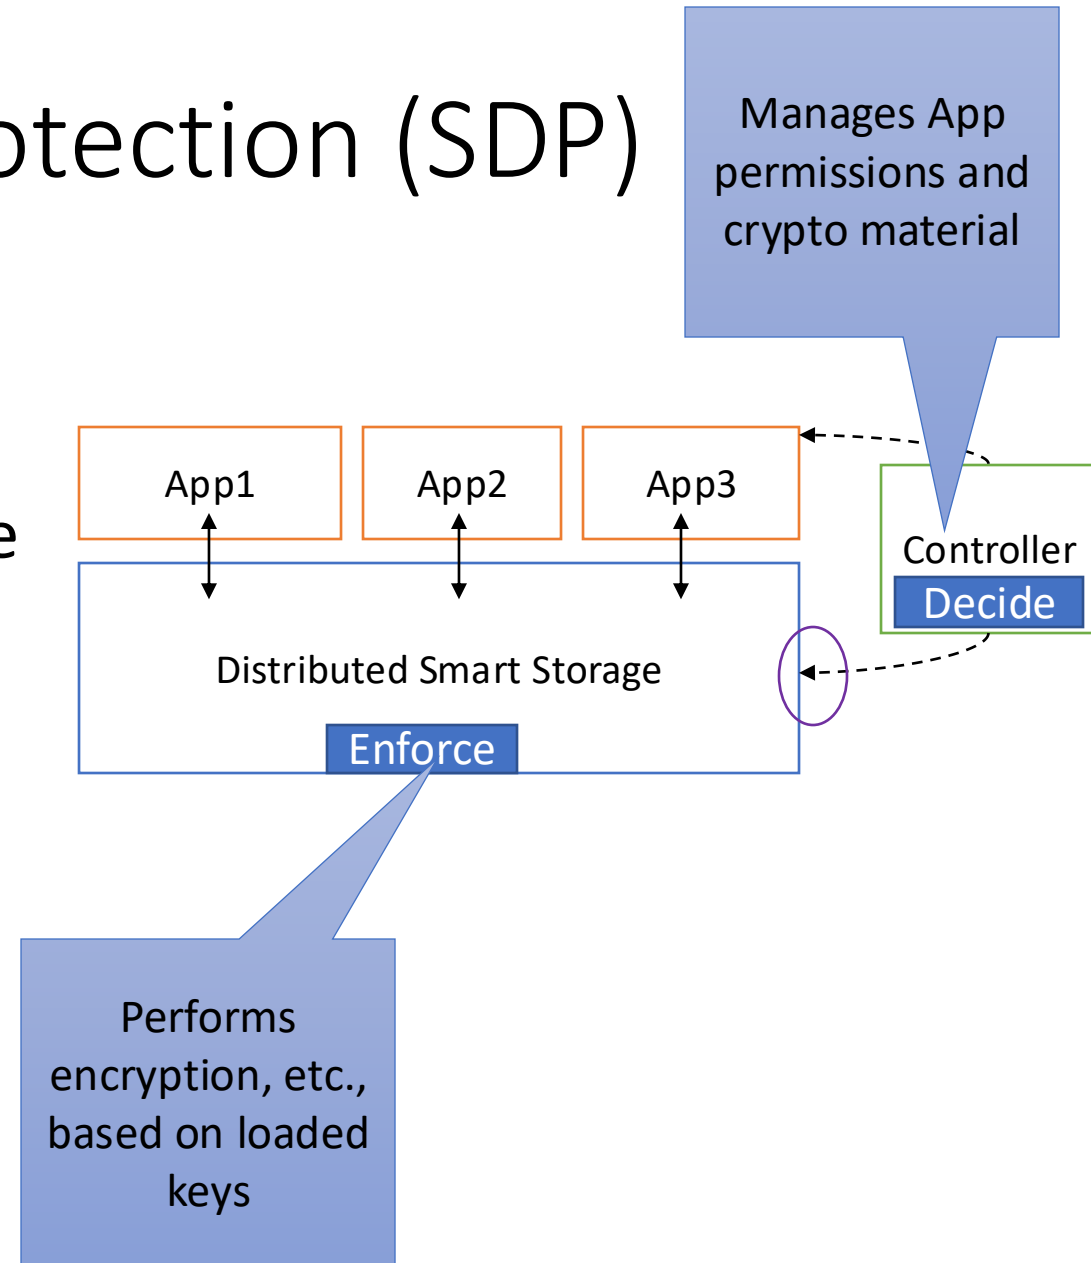 otection (SDP)
Manages App
permissions and
crypto material
App1
App2
App3
e
Controller
Decide
Distributed Smart Storage
Enforce
Performs
encryption, etc.,
based on loaded
keys